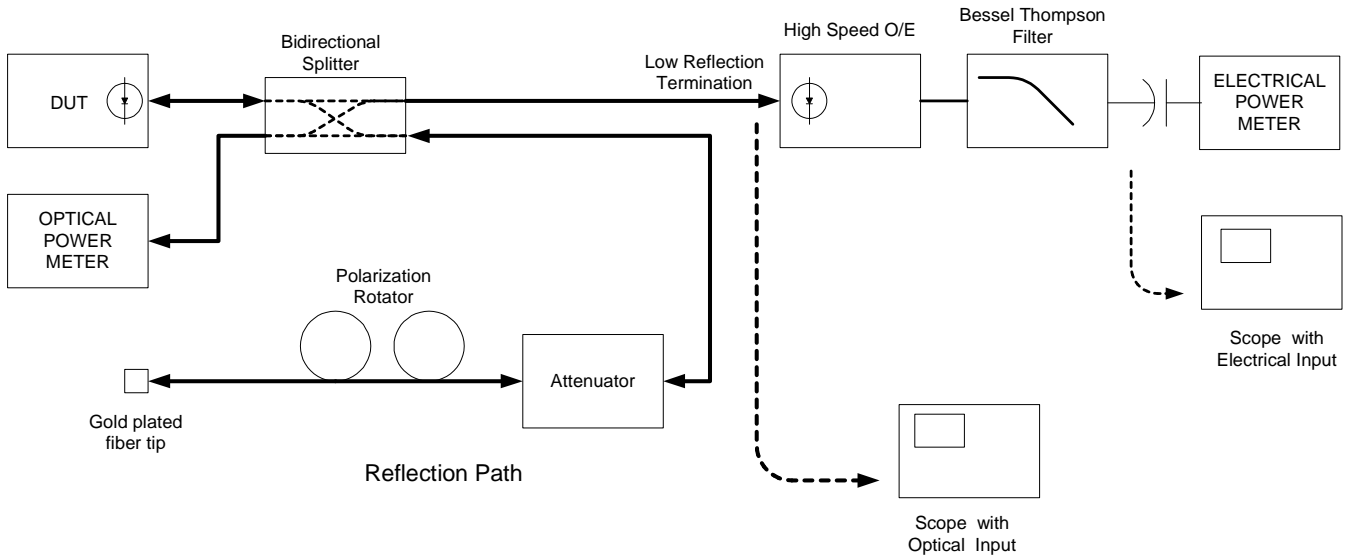 Bidirectional
Splitter
High Speed O/E
Bessel Thompson
Filter
DUT
Low Reflection
Termination
ELECTRICAL
POWER
METER
OPTICAL
POWER
METER
Polarization
Rotator
Attenuator
Gold plated
fiber tip
Reflection Path
Scope with
Electrical Input
Scope with
Optical Input